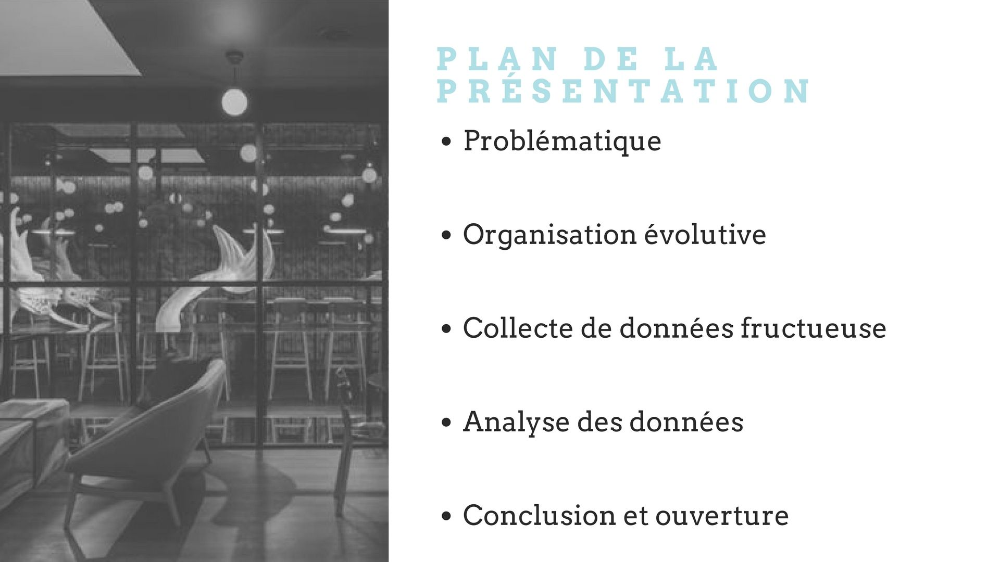 PLAN DE LA
PRÉSENTATION
• Problématique
• Organisation évolutive
• Collecte de données fructueuse
• Analyse des données
• Conclusion et ouverture